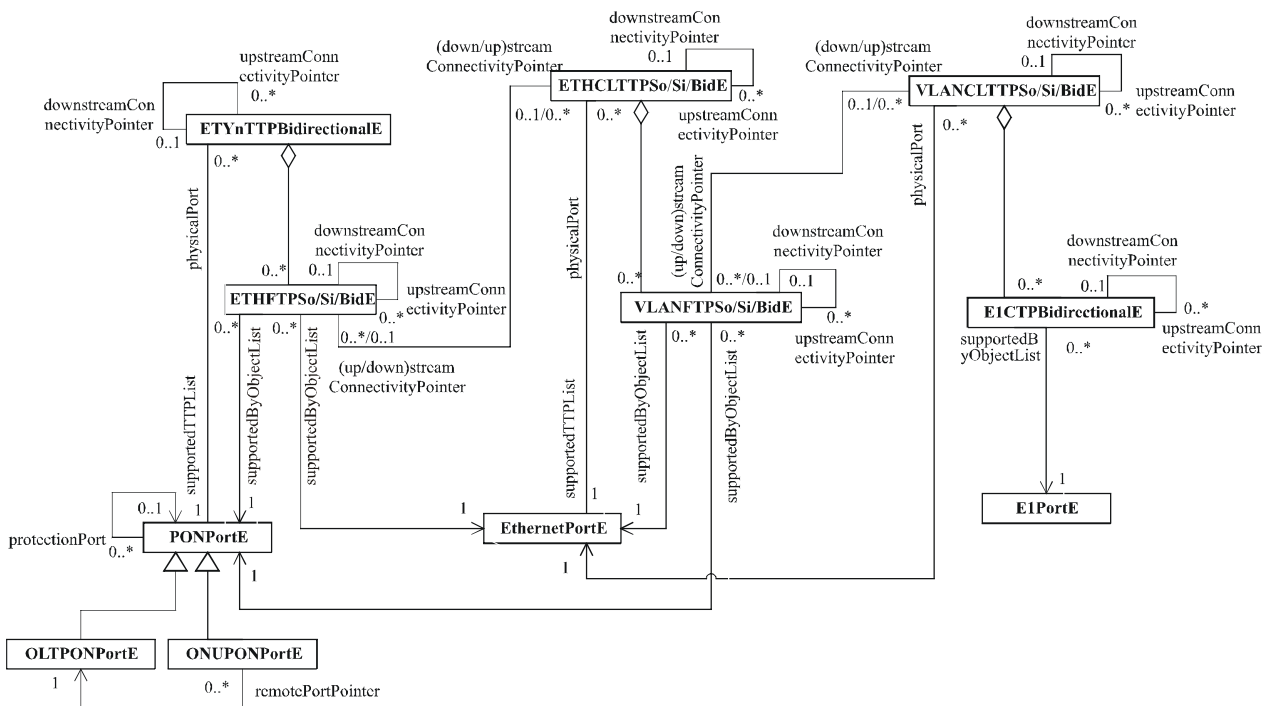 downstreamCon
nectivityPointer
0..1
(down/up)stream
ConnectivityPointer
ETHCLTTPSo/Si/BidE
0..1/0..*
0..*
0..*
upstreamConn
ectivityPointer
downstreamCon
nectivityPointer
0..1
(down/up)stream
ConnectivityPointer
VLANCLTTPSo/Si/BidE
0..1/0..*
0..*
0..*
upstreamConn
ectivityPointer
upstreamConn
ectivityPointer
0..*
downstreamCon
nectivityPointer
0..1
ETYnTTPBidirectionalE
0..*
physicalPort
supportedTTPList
1
physicalPort
supportedTTPList
1
physicalPort
1
(up/down)stream
ConnectivityPointer
downstreamCon
nectivityPointer
0..*
0..1
upstreamConn
ectivityPointer
ETHFTPSo/Si/BidE
0..*
0..*
0..*
0..*/0..1
(up/down)stream
ConnectivityPointer
supportedByObjectList
1
supportedByObjectList
1
downstreamCon
nectivityPointer
0..*
0..*/0..1
0..1
VLANFTPSo/Si/BidE
0..*
0..*
0..*
upstreamConn
ectivityPointer
supportedByObjectList
1
supportedByObjectList
1
downstreamCon
nectivityPointer
0..*
0..1
E1CTPBidirectionalE
0..*
upstreamConn
ectivityPointer
supportedB
yObjectList
0..*
1
E1PortE
EthernetPortE
0..1
protectionPort
0..*
PONPortE
OLTPONPortE
ONUPONPortE
1
0..*
remotePortPointer